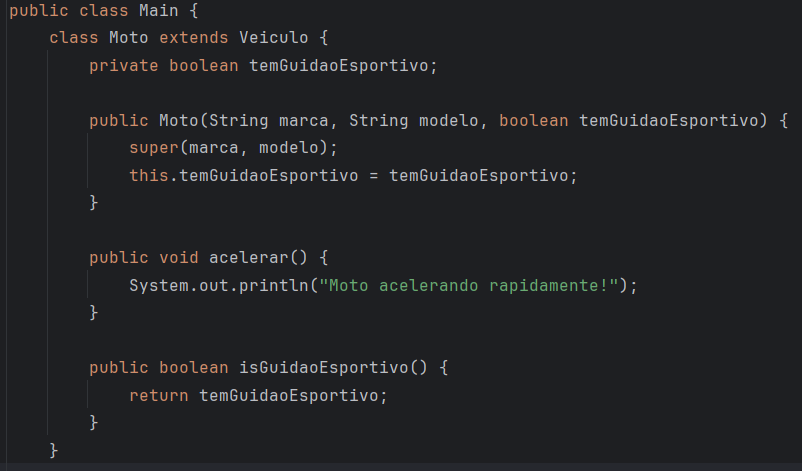 public class Main {
    class Moto extends Veiculo {
        private boolean temGuidaoEsportivo;

        public Moto(String marca, String modelo, boolean temGuidaoEsportivo) {
            super(marca, modelo);
            this.temGuidaoEsportivo = temGuidaoEsportivo;
        }

        public void acelerar() {
            System.out.println("Moto acelerando rapidamente!");
        }

        public boolean isGuidaoEsportivo() {
            return temGuidaoEsportivo;
        }
    }